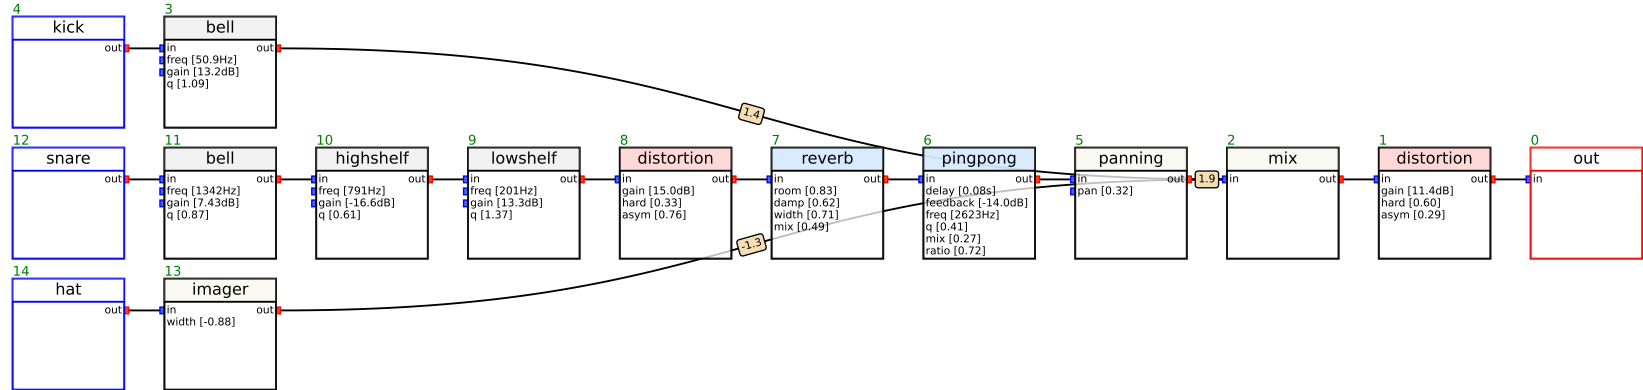 4
kick
out
3
bell
in out
freq [50.9Hz]
gain [13.2dB]
q [1.09]
1.4
12
snare
out
11
bell
in out
freq [1342Hz]
gain [7.43dB]
q [0.87]
10
highshelf
in out
freq [791Hz]
gain [-16.6dB]
q [0.61]
9
lowshelf
in out
freq [201Hz]
gain [13.3dB]
q [1.37]
8
distortion
in out
gain [15.0dB]
hard [0.33]
asym [0.76]
7
reverb
in out
room [0.83]
damp [0.62]
width [0.71]
mix [0.49]
6
pingpong
in out
delay [0.08s]
feedback [-14.0dB]
freq [2623Hz]
q [0.41]
mix [0.27]
ratio [0.72]
5
panning
in out
pan [0.32]
1.9
2
mix
in out
1
distortion
in out
gain [11.4dB]
hard [0.60]
asym [0.29]
0
out
in
-1.3
14
hat
out
13
imager
in out
width [-0.88]